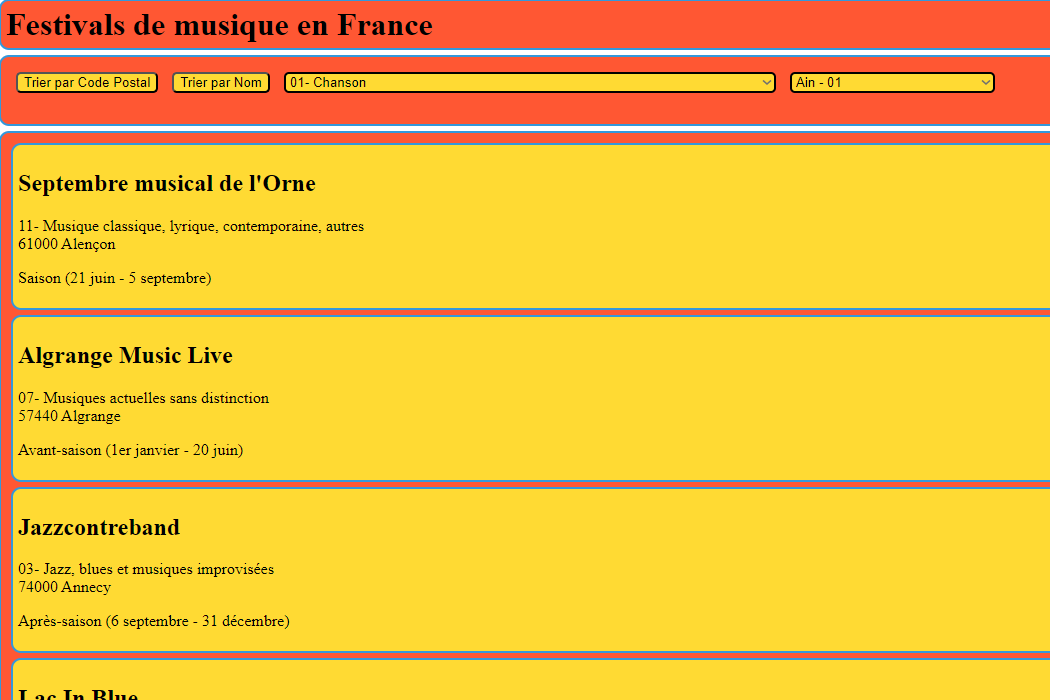 Festivals de musique en France
Trier par Code Postal Trier par Nom 01- Chanson Ain - 01
Septembre musical de l'Orne
11- Musique classique, lyrique, contemporaine, autres
61000 Alençon
Saison (21 juin - 5 septembre)
Algrange Music Live
07- Musiques actuelles sans distinction
57440 Algrange
Avant-saison (1er janvier - 20 juin)
Jazzcontreband
03- Jazz, blues et musiques improvisées
74000 Annecy
Après-saison (6 septembre - 31 décembre)
Lac In Blue